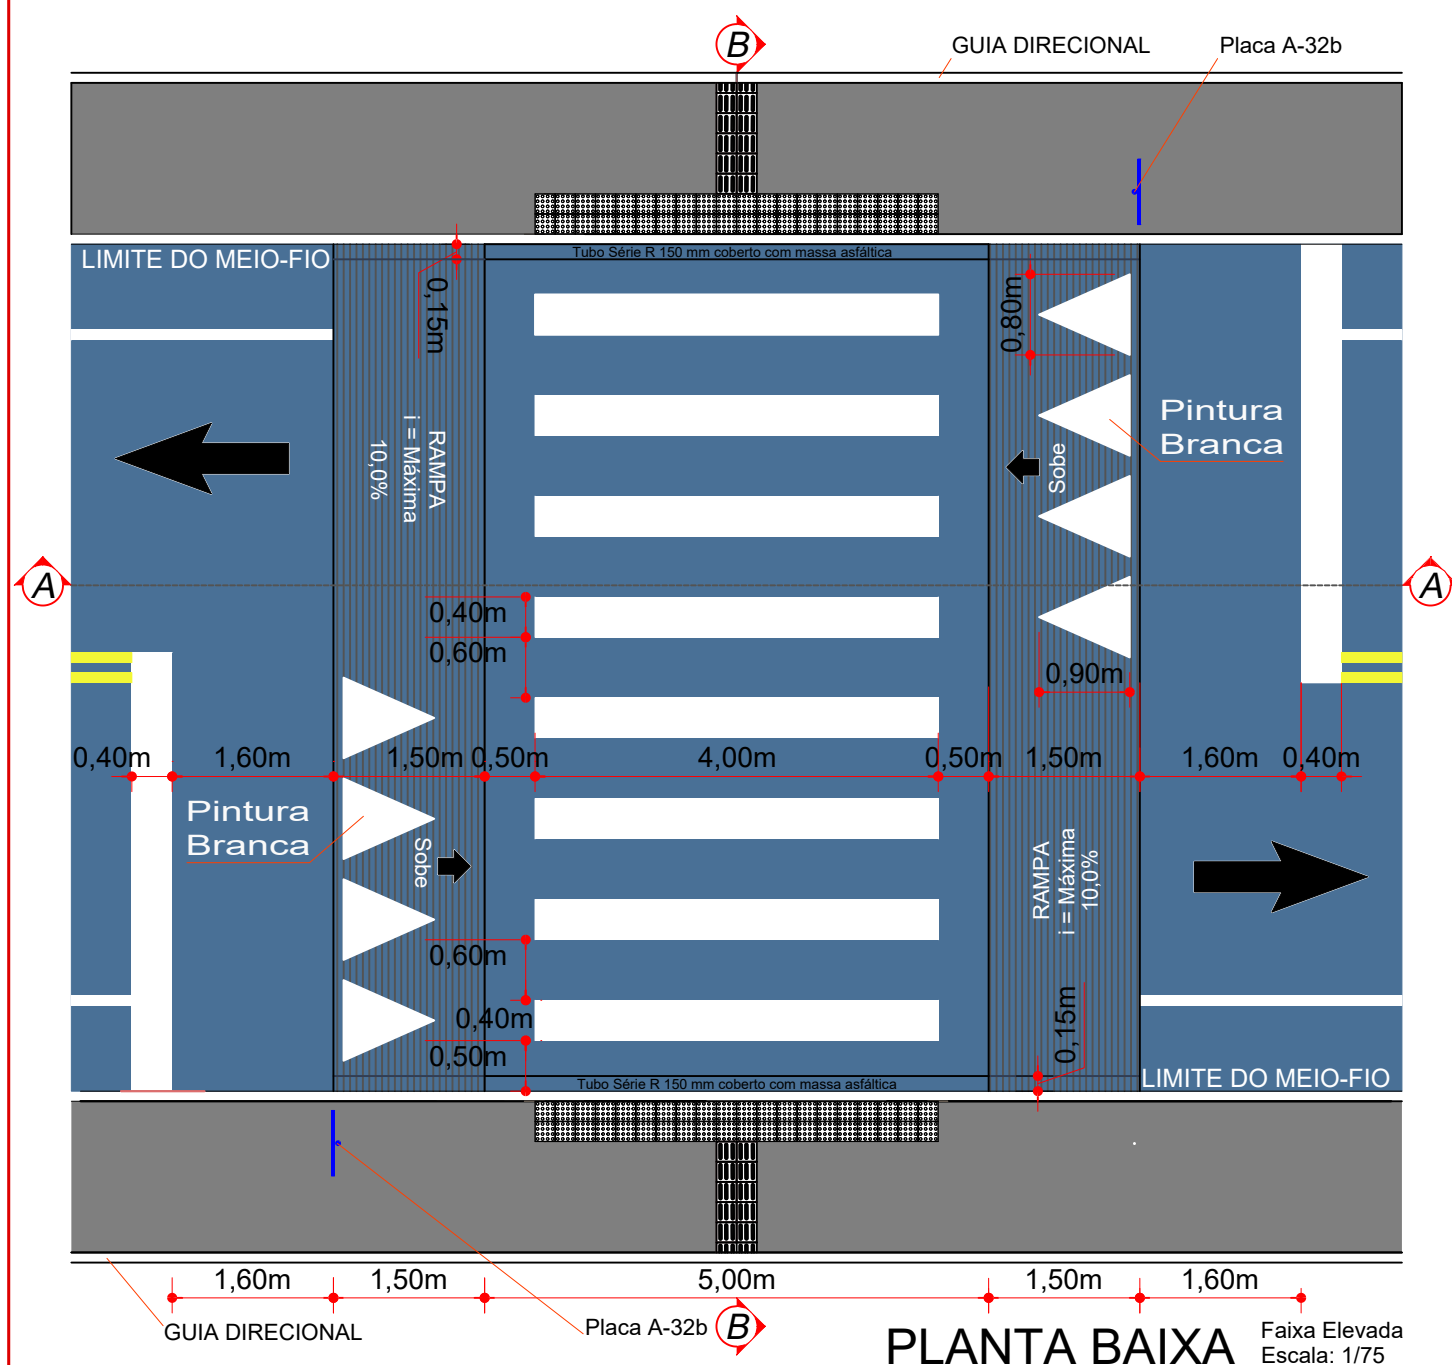 B
GUIA DIRECIONAL
Placa A-32b
LIMITE DO MEIO-FIO
Tubo Série R 150 mm coberto com massa asfáltica
0,15m
0,80m
RAMPA
i = Máxima
10,0%
Pintura
Branca
Sobe
A
A
0,40m
0,60m
0,90m
0,40m
1,60m
1,50m
0,50m
4,00m
0,50m
1,50m
1,60m
0,40m
Pintura
Branca
Sobe
RAMPA
i = Máxima
10,0%
0,60m
0,40m
0,50m
0,15m
Tubo Série R 150 mm coberto com massa asfáltica
LIMITE DO MEIO-FIO
1,60m
1,50m
5,00m
1,50m
1,60m
GUIA DIRECIONAL
Placa A-32b
B
PLANTA BAIXA
Faixa Elevada
Escala: 1/75